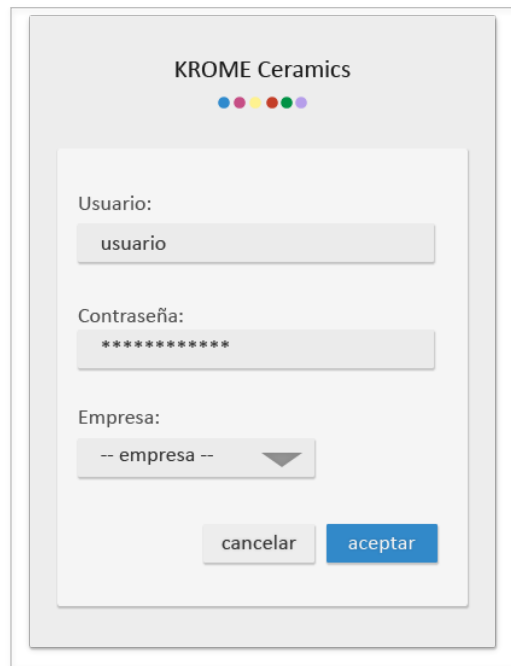 KROME Ceramics
Usuario:
usuario
Contraseña:
************
Empresa:
-- empresa --
cancelar aceptar